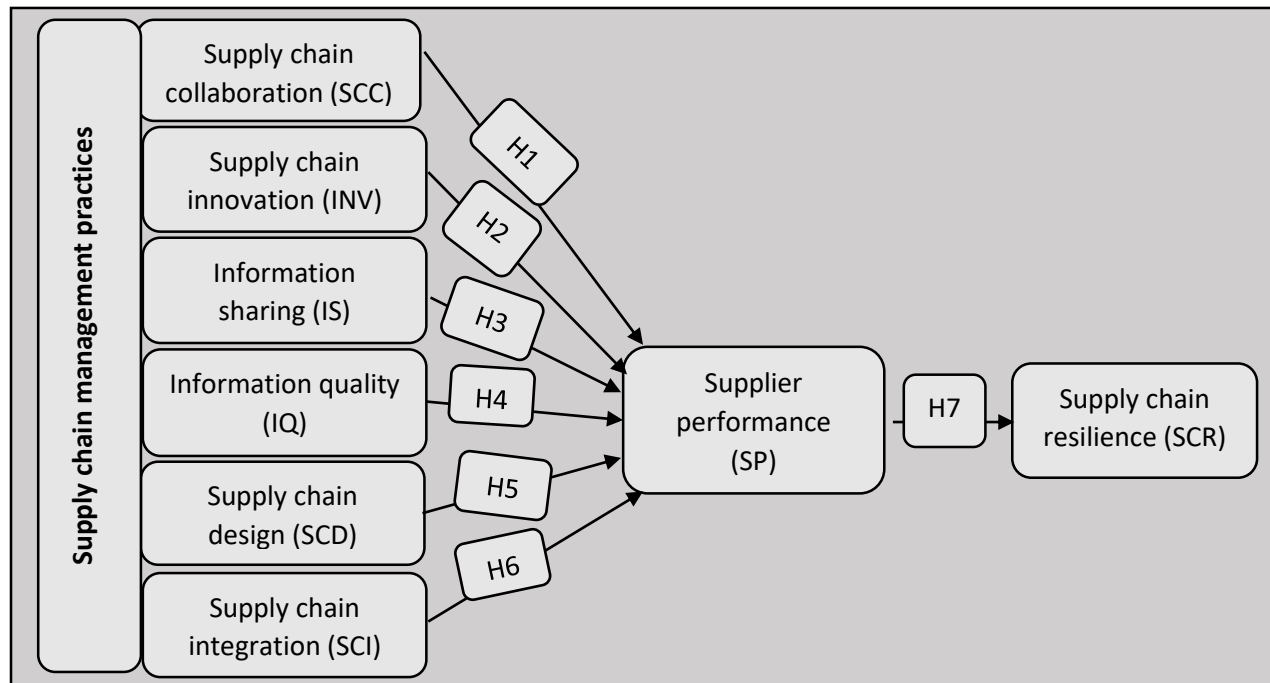 Supply chain management practices
Supply chain
collaboration (SCC)
Supply chain
innovation (INV)
Information
sharing (IS)
Information quality
(IQ)
Supply chain
design (SCD)
Supply chain
integration (SCI)
H1
H2
H3
H4
H5
H6
Supplier
performance
(SP)
H7
Supply chain
resilience (SCR)